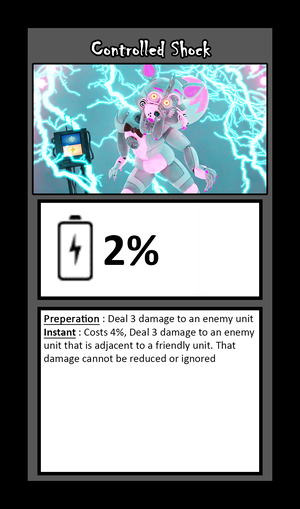 Controlled Shock
2%
Preperation : Deal 3 damage to an enemy unit
Instant : Costs 4%, Deal 3 damage to an enemy
unit that is adjacent to a friendly unit. That
damage cannot be reduced or ignored